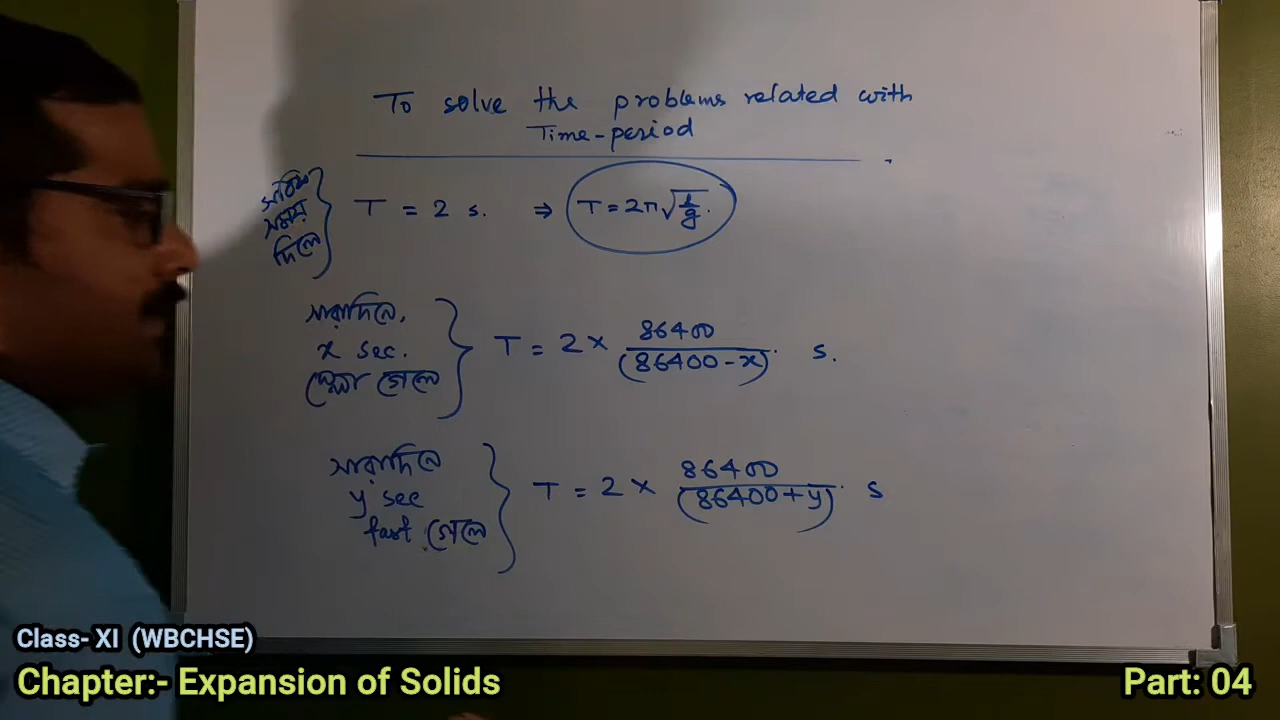 To solve the problems related with
Time-period
সঠিক
সময়
দিলে
T = 2 s. ⇒ T = 2π√(l/g).
সারাদিনে,
x sec.
স্লো গেলে
T = 2 × 86400/(86400 - x) s.
সারাদিনে
y sec
fast গেলে
T = 2 × 86400/(86400 + y) s
Class- XI (WBCHSE)
Chapter:- Expansion of Solids
Part: 04